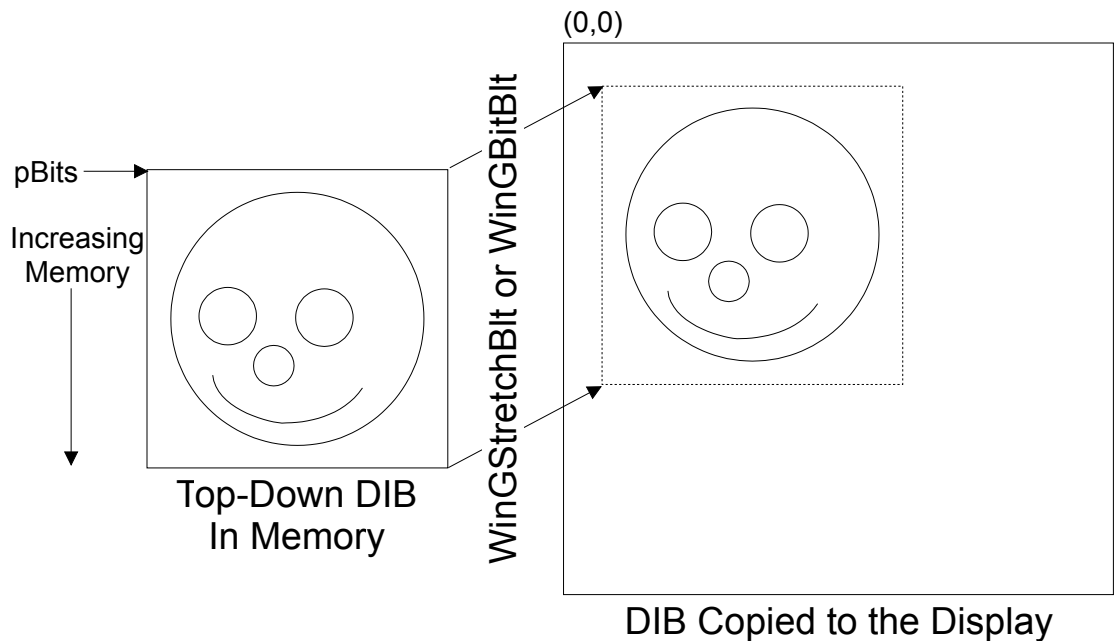 (0,0)
pBits
Increasing
Memory
WinGStretchBlt or WinGBitBlt
Top-Down DIB
In Memory
DIB Copied to the Display